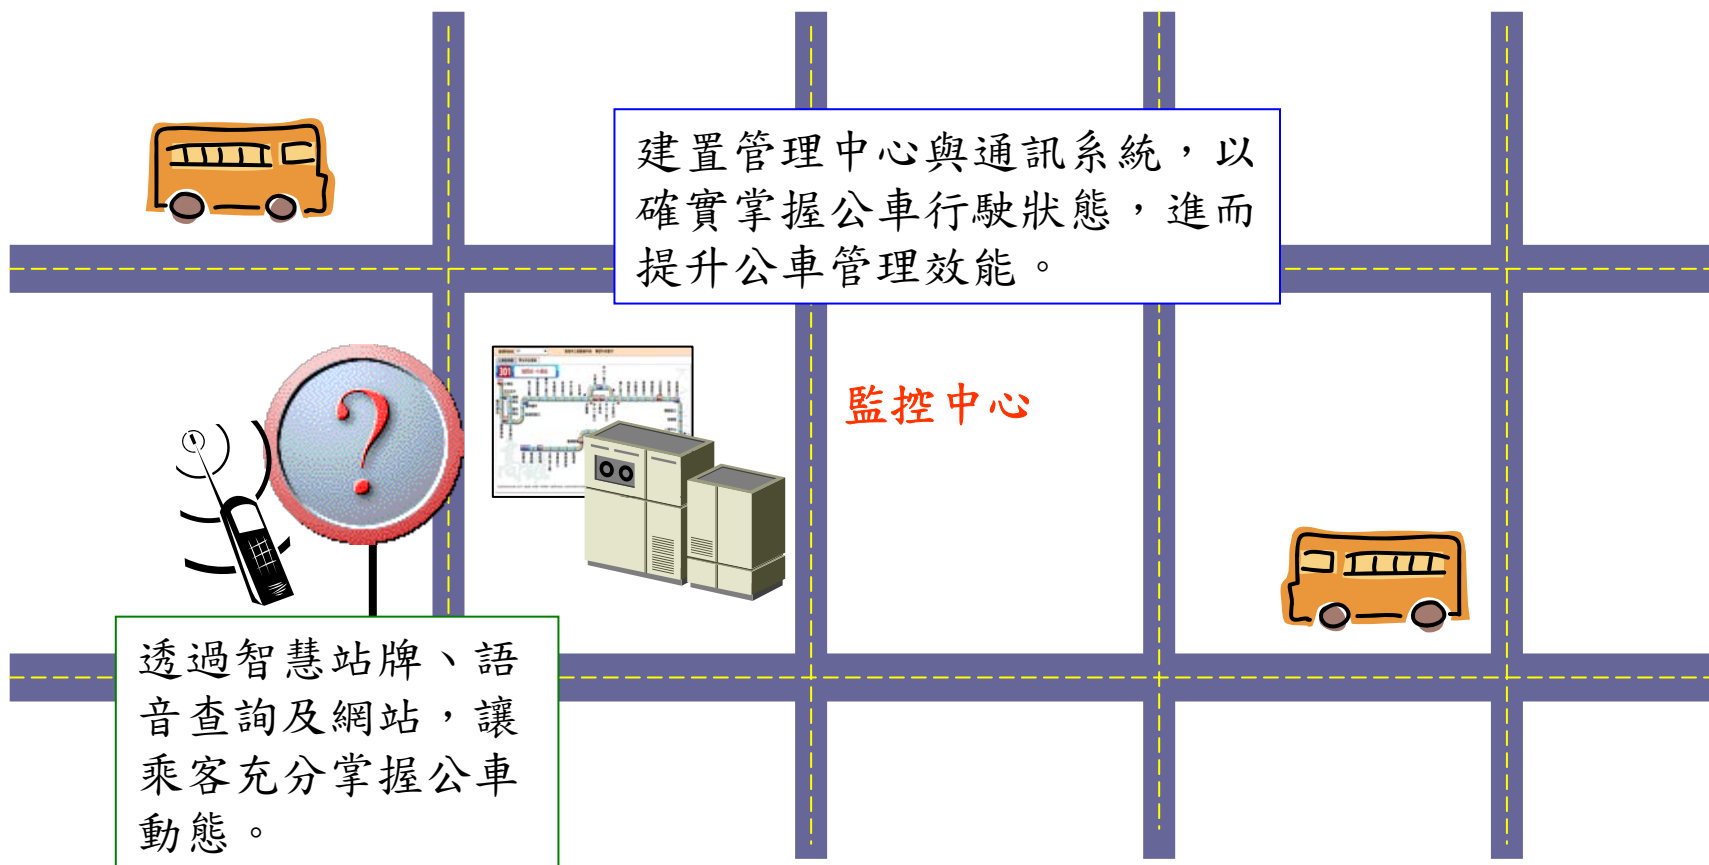 建置管理中心與通訊系統，以
確實掌握公車行駛狀態，進而
提升公車管理效能。
301
監控中心
透過智慧站牌、語
音查詢及網站，讓
乘客充分掌握公車
動態。